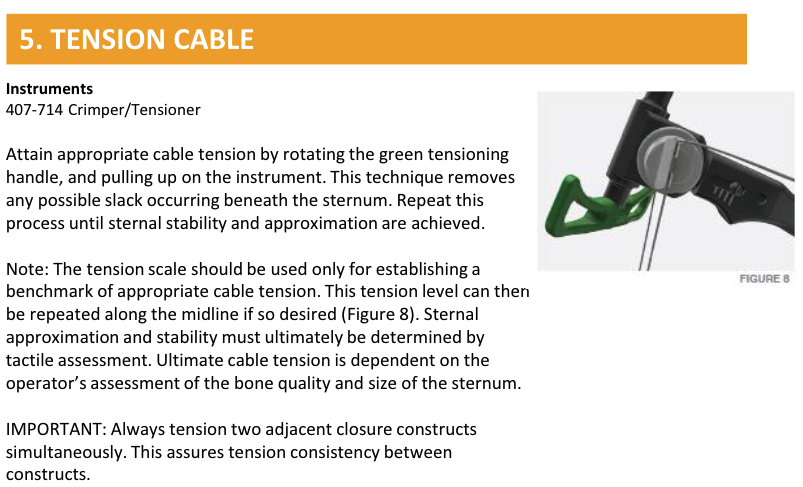 5. TENSION CABLE
Instruments
407-714 Crimper/Tensioner
Attain appropriate cable tension by rotating the green tensioning
handle, and pulling up on the instrument. This technique removes
any possible slack occurring beneath the sternum. Repeat this
process until sternal stability and approximation are achieved.
FIGURE 8
Note: The tension scale should be used only for establishing a
benchmark of appropriate cable tension. This tension level can then
be repeated along the midline if so desired (Figure 8). Sternal
approximation and stability must ultimately be determined by
tactile assessment. Ultimate cable tension is dependent on the
operator’s assessment of the bone quality and size of the sternum.
IMPORTANT: Always tension two adjacent closure constructs
simultaneously. This assures tension consistency between
constructs.